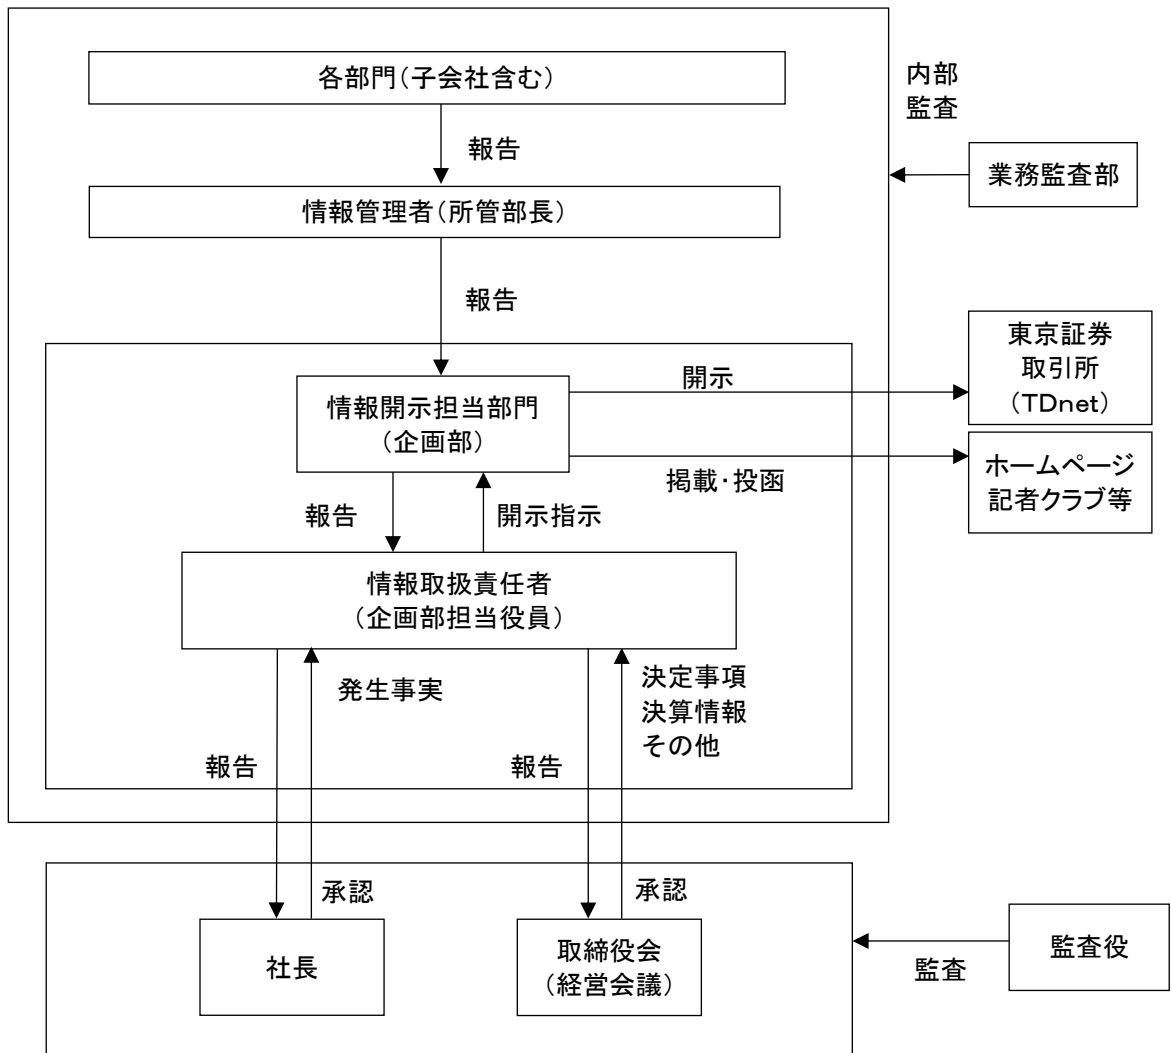 各部門(子会社含む)
内部
監査
報告
業務監査部
情報管理者(所管部長)
報告
東京証券
取引所
(TDnet)
開示
情報開示担当部門
(企画部)
ホームページ
記者クラブ等
掲載・投函
報告
開示指示
情報取扱責任者
(企画部担当役員)
発生事実
決定事項
決算情報
その他
報告
報告
承認
承認
社長
取締役会
(経営会議)
監査役
監査